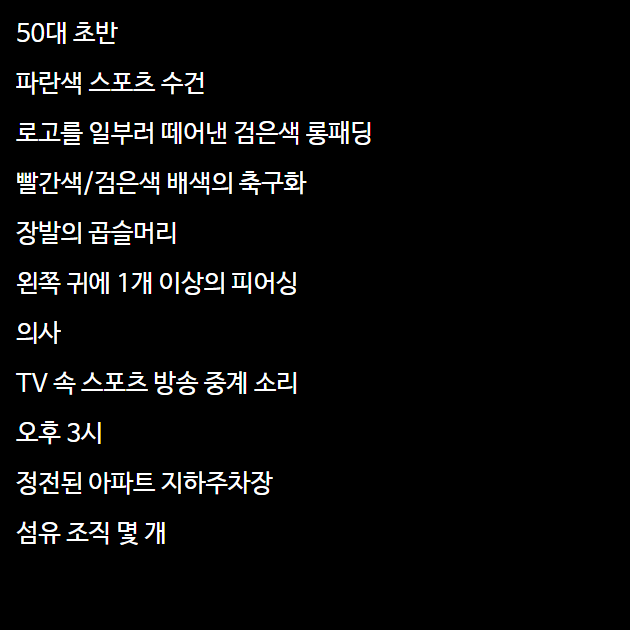 50대 초반
파란색 스포츠 수건
로고를 일부러 떼어낸 검은색 롱패딩
빨간색/검은색 배색의 축구화
장발의 곱슬머리
왼쪽 귀에 1개 이상의 피어싱
의사
TV 속 스포츠 방송 중계 소리
오후 3시
정전된 아파트 지하주차장
섬유 조직 몇 개